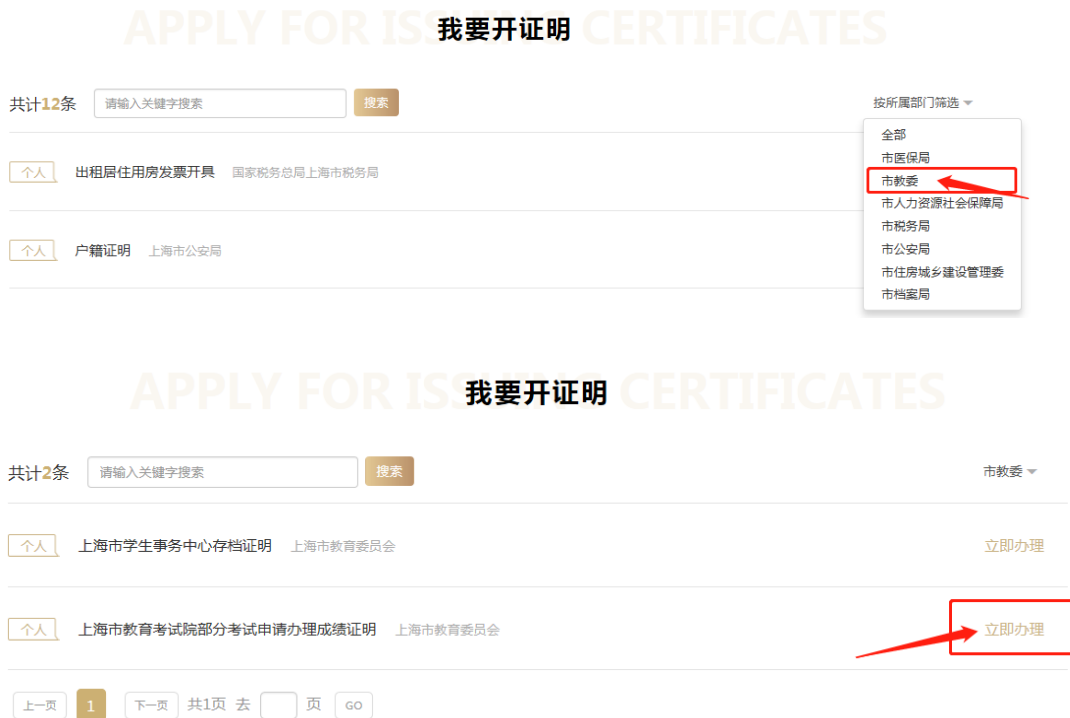 APPLY FOR ISSUING CERTIFICATES
我要开证明
共计12条 请输入关键字搜索 搜索 按所属部门筛选
全部
市医保局
市教委
市人力资源社会保障局
市税务局
市公安局
市住房城乡建设管理委
市档案局
个人 出租居住用房发票开具 国家税务总局上海市税务局
个人 户籍证明 上海市公安局
APPLY FOR ISSUING CERTIFICATES
我要开证明
共计2条 请输入关键字搜索 搜索 市教委
个人 上海市学生事务中心存档证明 上海市教育委员会 立即办理
个人 上海市教育考试院部分考试申请办理成绩证明 上海市教育委员会 立即办理
上一页 1 下一页 共1页 去 页 GO